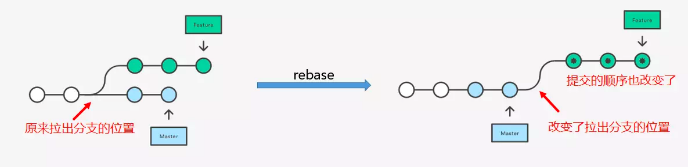 Feature
原来拉出分支的位置
Master
rebase
Feature
提交的顺序也改变了
改变了拉出分支的位置
Master